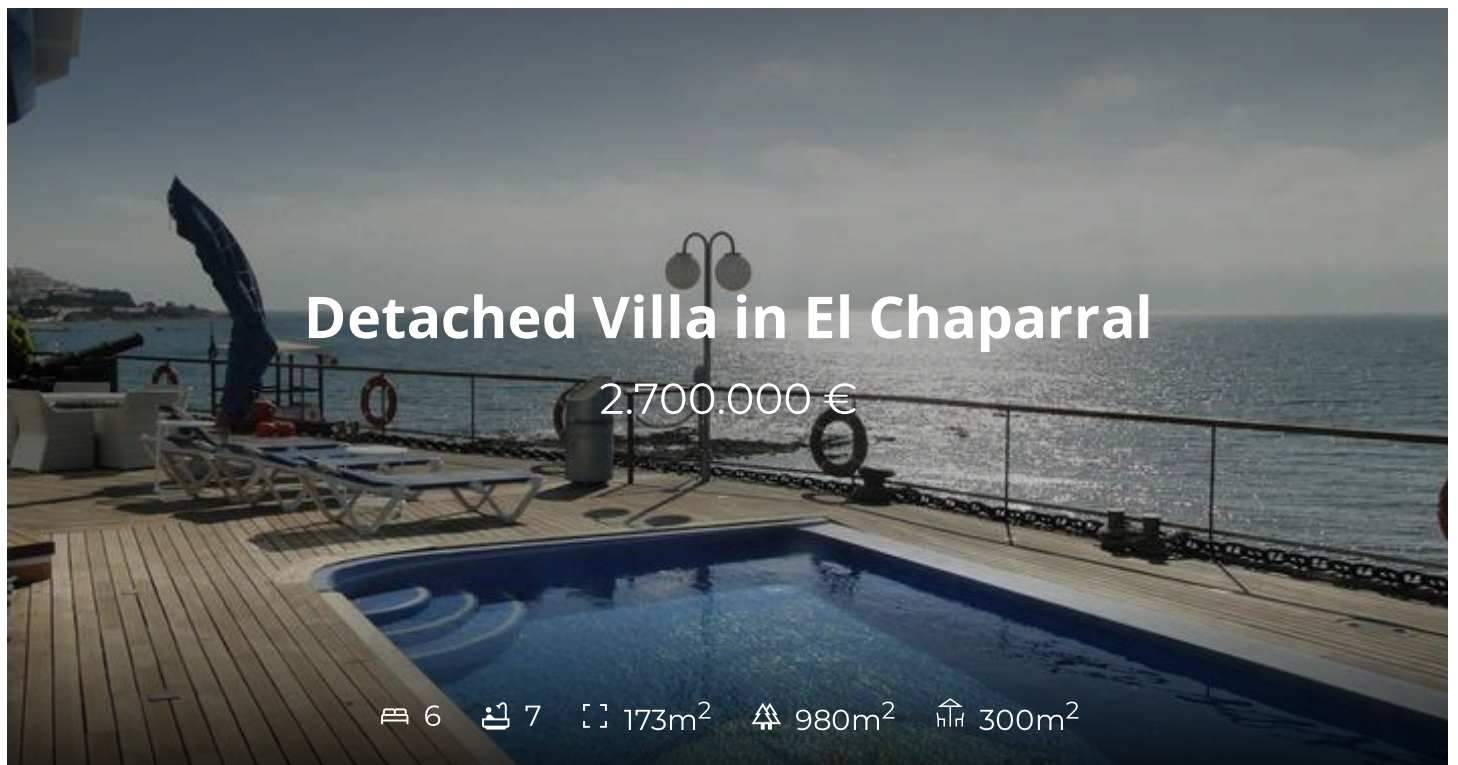 Detached Villa in El Chaparral
2.700.000 €
6 7 173m² 980m² 300m²